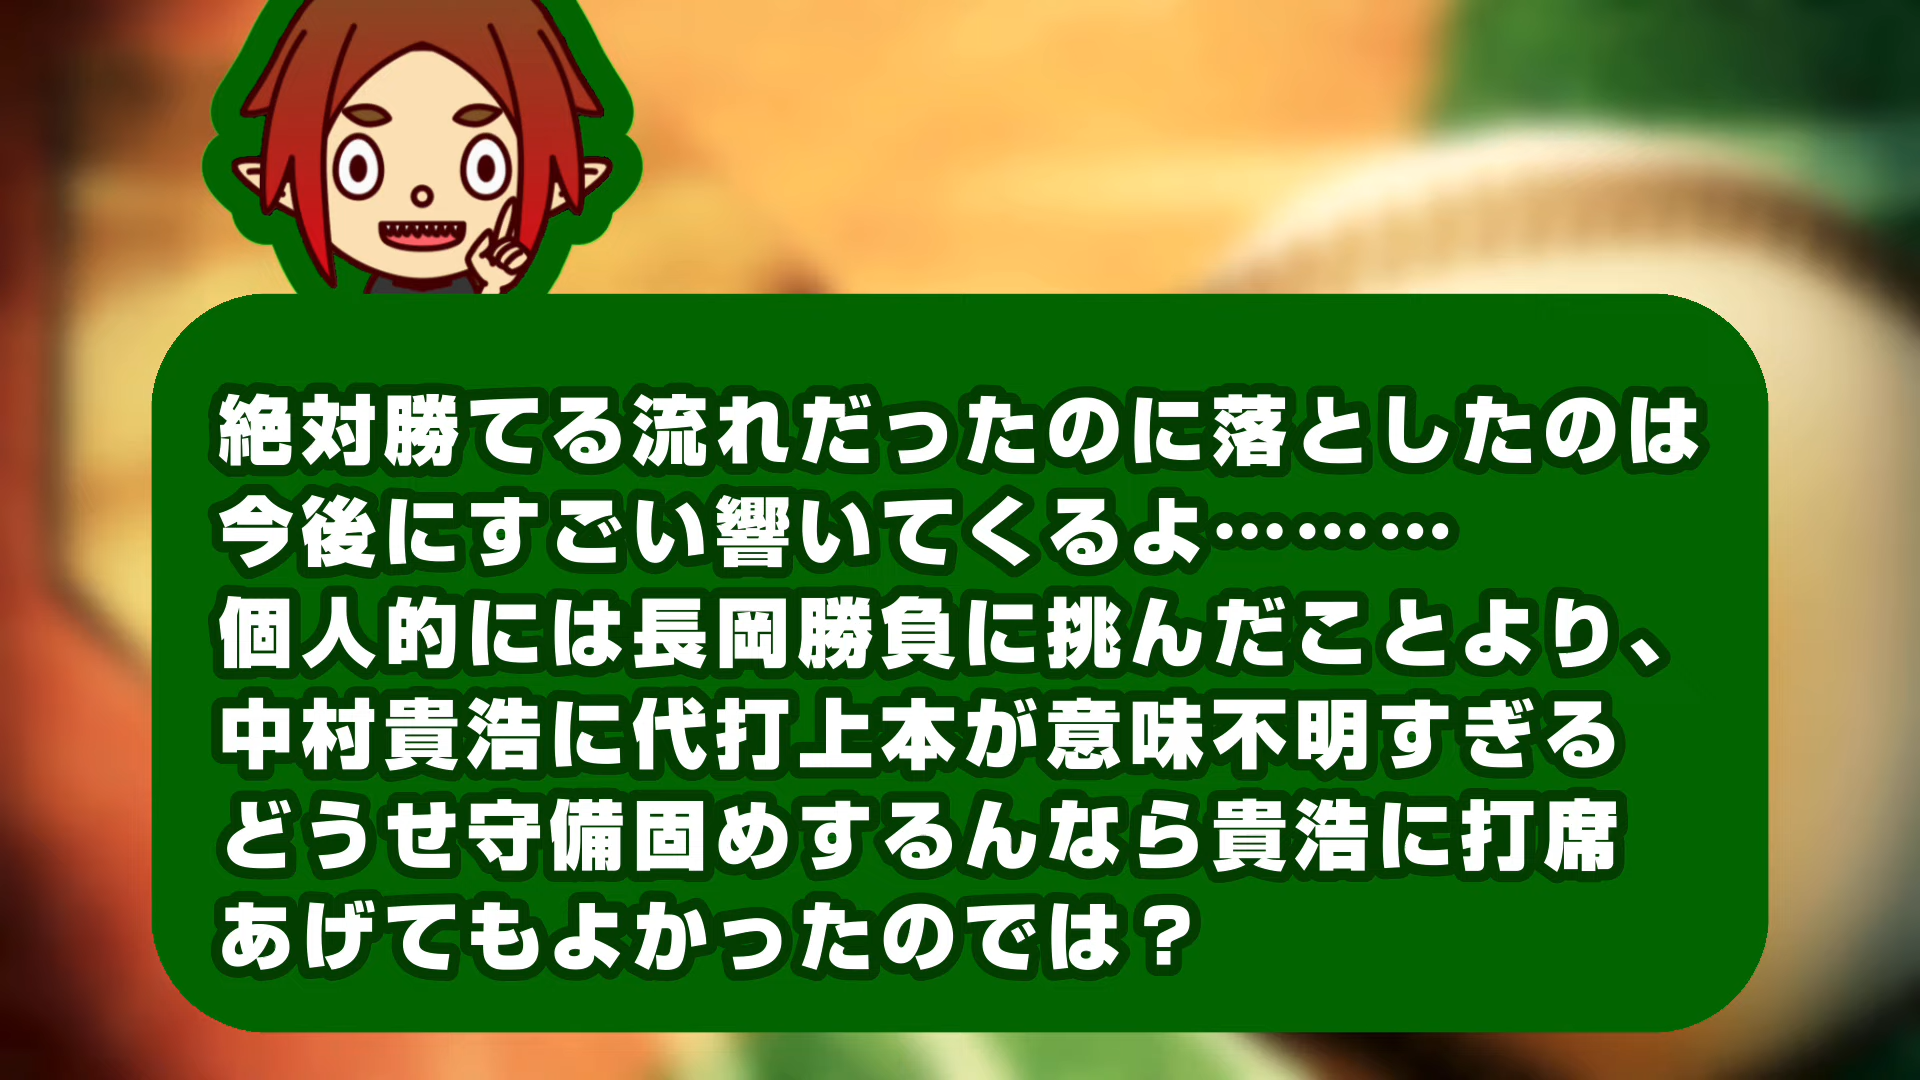 絶対勝てる流れだったのに落としたのは
今後にすごい響いてくるよ………
個人的には長岡勝負に挑んだことより、
中村貴浩に代打上本が意味不明すぎる
どうせ守備固めするんなら貴浩に打席
あげてもよかったのでは？